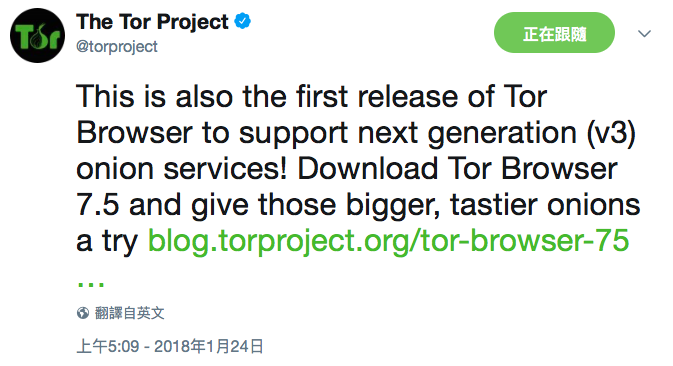 Tor
The Tor Project
@torproject
正在跟隨
This is also the first release of Tor
Browser to support next generation (v3)
onion services! Download Tor Browser
7.5 and give those bigger, tastier onions
a try blog.torproject.org/tor-browser-75
…
翻譯自英文
上午5:09 - 2018年1月24日